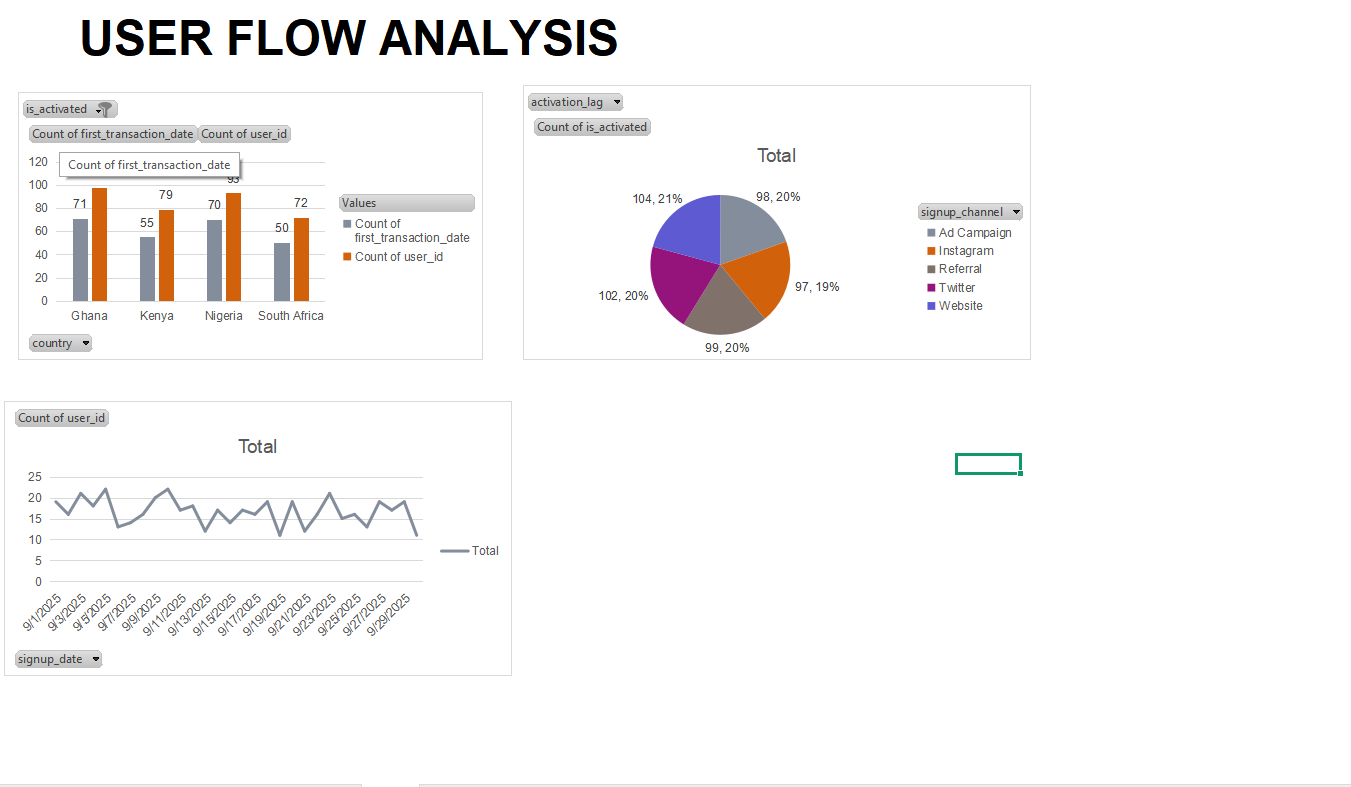 USER FLOW ANALYSIS
is_activated
Count of first_transaction_date Count of user_id
Count of first_transaction_date
120
100
80
60
40
20
0
71
55
79
70
93
50
72
Ghana Kenya Nigeria South Africa
Values
Count of
first_transaction_date
Count of user_id
country
activation_lag
Count of is_activated
Total
104, 21%
98, 20%
97, 19%
102, 20%
99, 20%
signup_channel
Ad Campaign
Instagram
Referral
Twitter
Website
Count of user_id
Total
25
20
15
10
5
0
9/1/2025
9/3/2025
9/5/2025
9/7/2025
9/9/2025
9/11/2025
9/13/2025
9/15/2025
9/17/2025
9/19/2025
9/21/2025
9/23/2025
9/25/2025
9/27/2025
9/29/2025
Total
signup_date